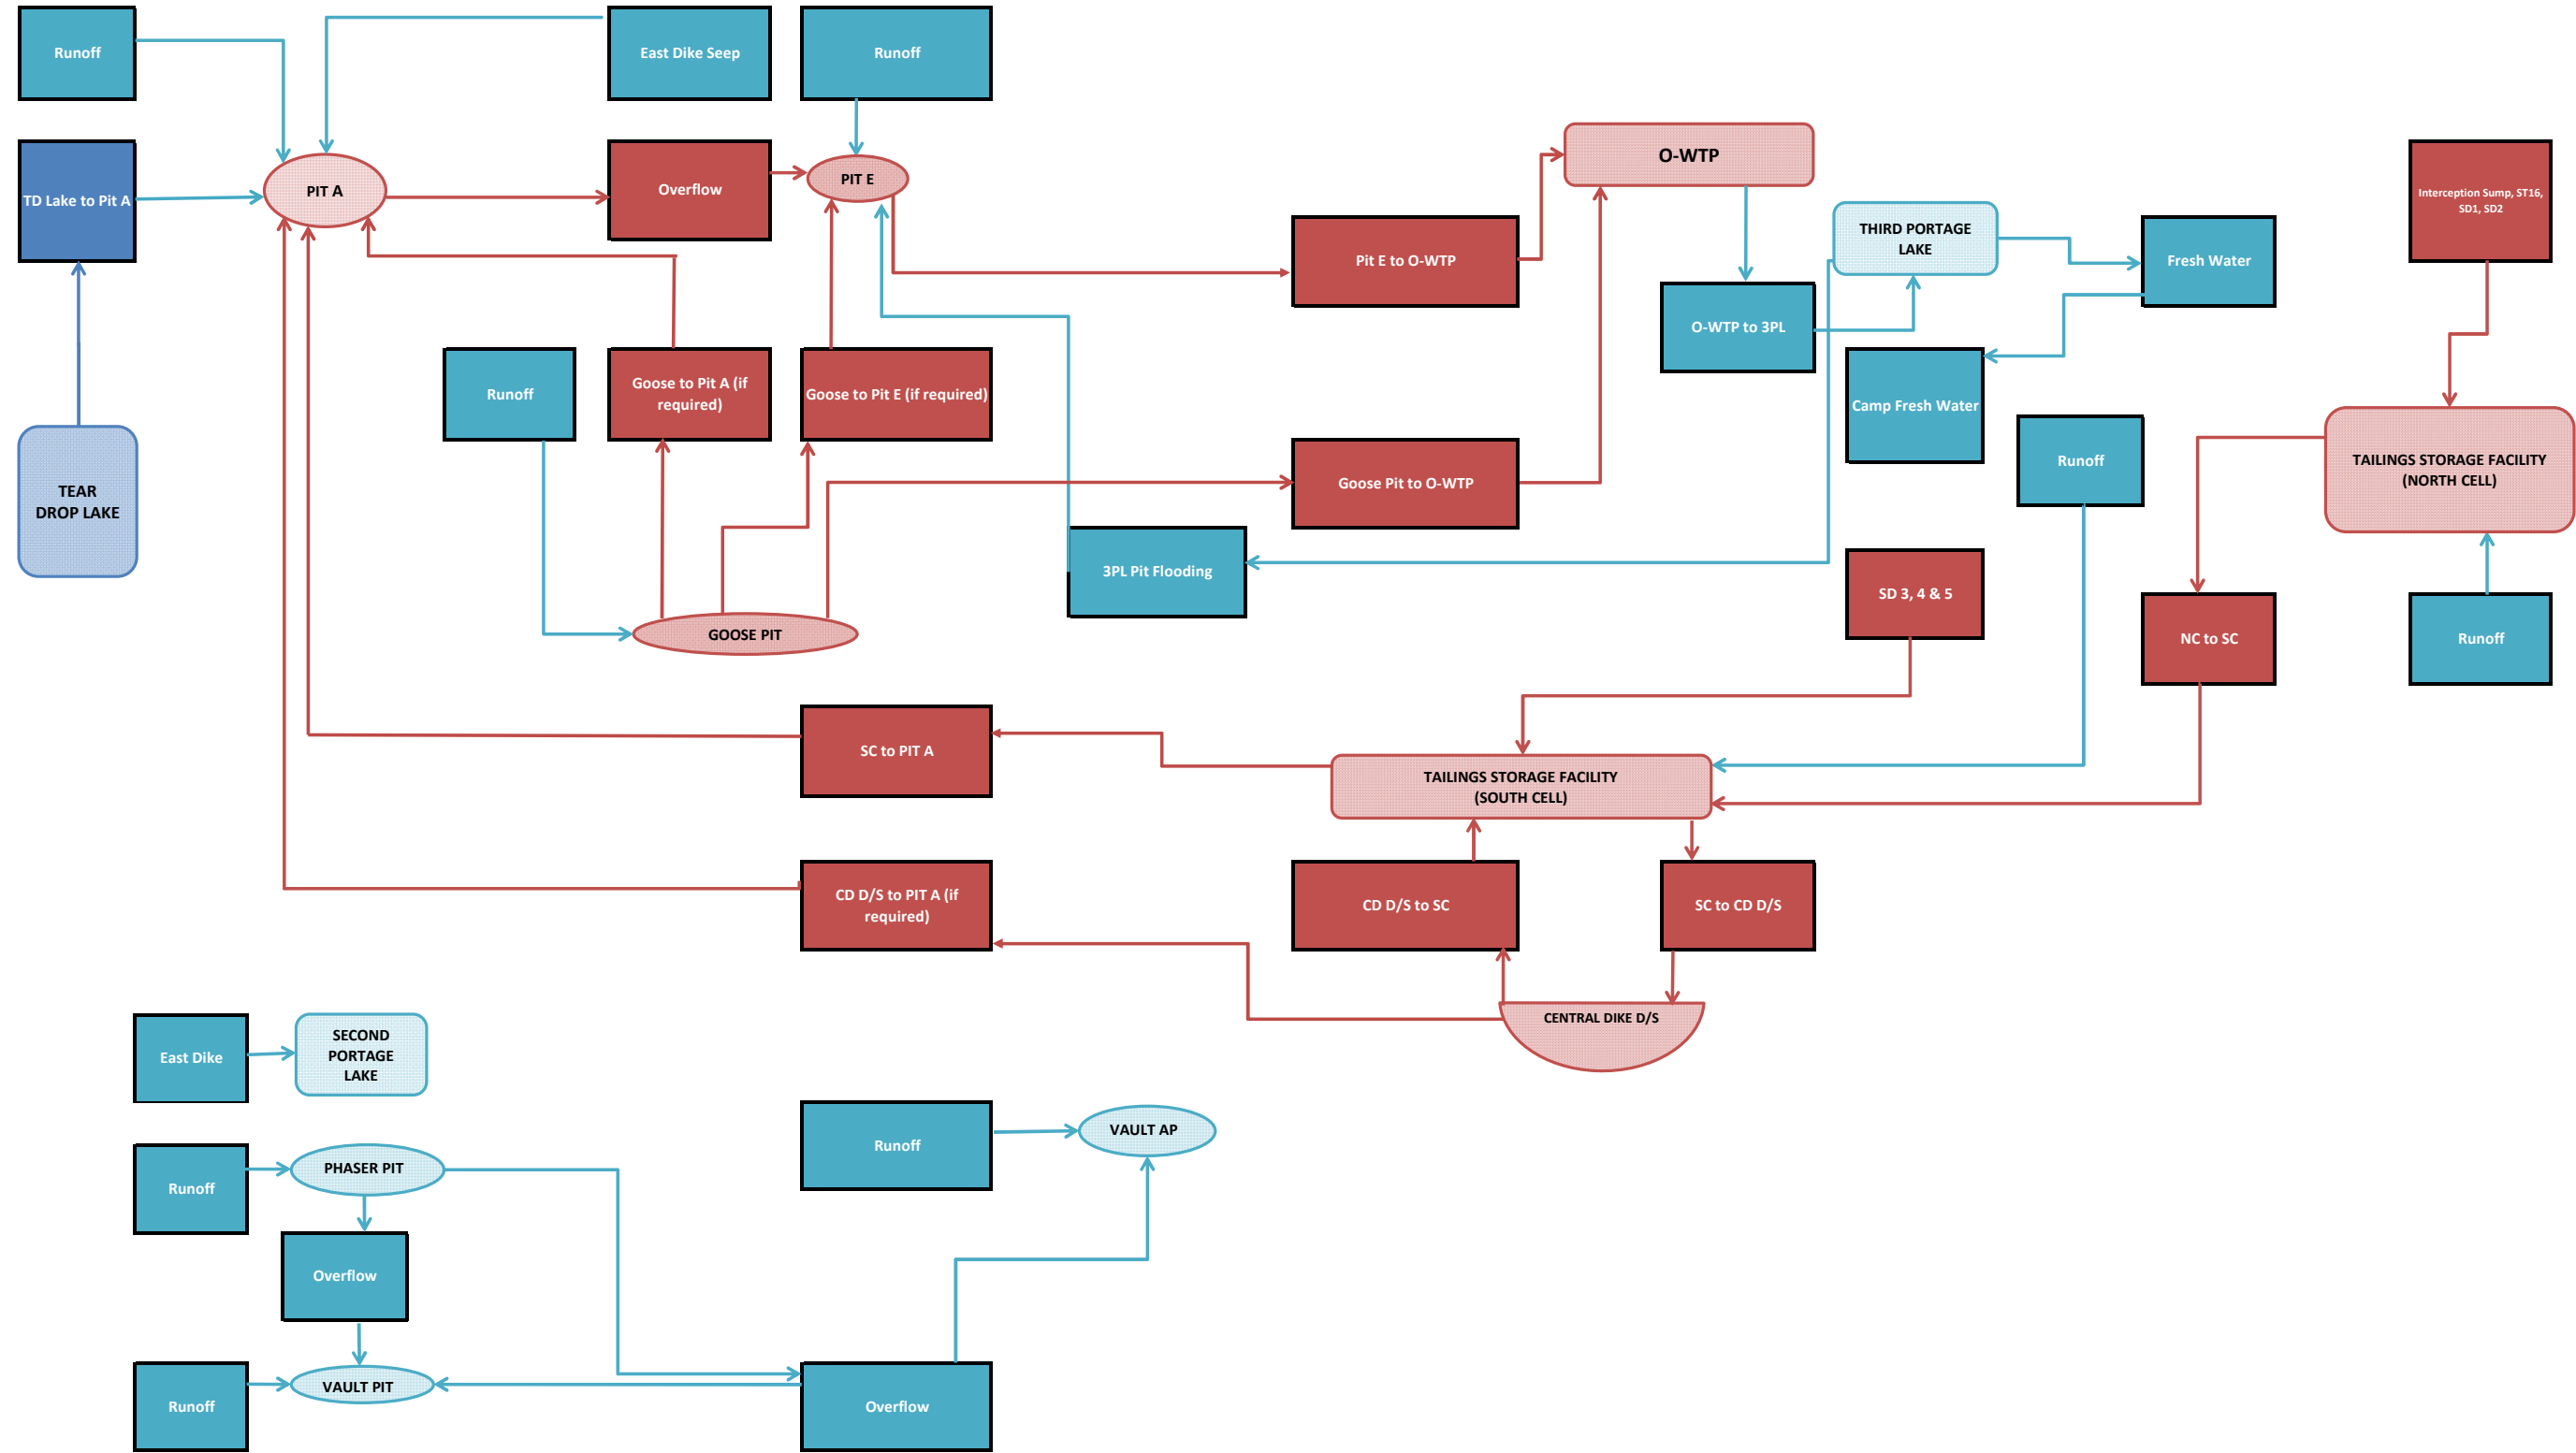 Runoff
East Dike Seep
Runoff
O-WTP
TD Lake to Pit A
PIT A
Overflow
PIT E
Interception Sump, ST16,
SD1, SD2
THIRD PORTAGE
LAKE
Pit E to O-WTP
Fresh Water
O-WTP to 3PL
Runoff
Goose to Pit A (if
required)
Goose to Pit E (if required)
Camp Fresh Water
TEAR
DROP LAKE
Goose Pit to O-WTP
Runoff
TAILINGS STORAGE FACILITY
(NORTH CELL)
3PL Pit Flooding
SD 3, 4 & 5
GOOSE PIT
NC to SC
Runoff
SC to PIT A
TAILINGS STORAGE FACILITY
(SOUTH CELL)
CD D/S to PIT A (if
required)
CD D/S to SC
SC to CD D/S
CENTRAL DIKE D/S
East Dike
SECOND
PORTAGE
LAKE
Runoff
VAULT AP
Runoff
PHASER PIT
Overflow
Runoff
VAULT PIT
Overflow